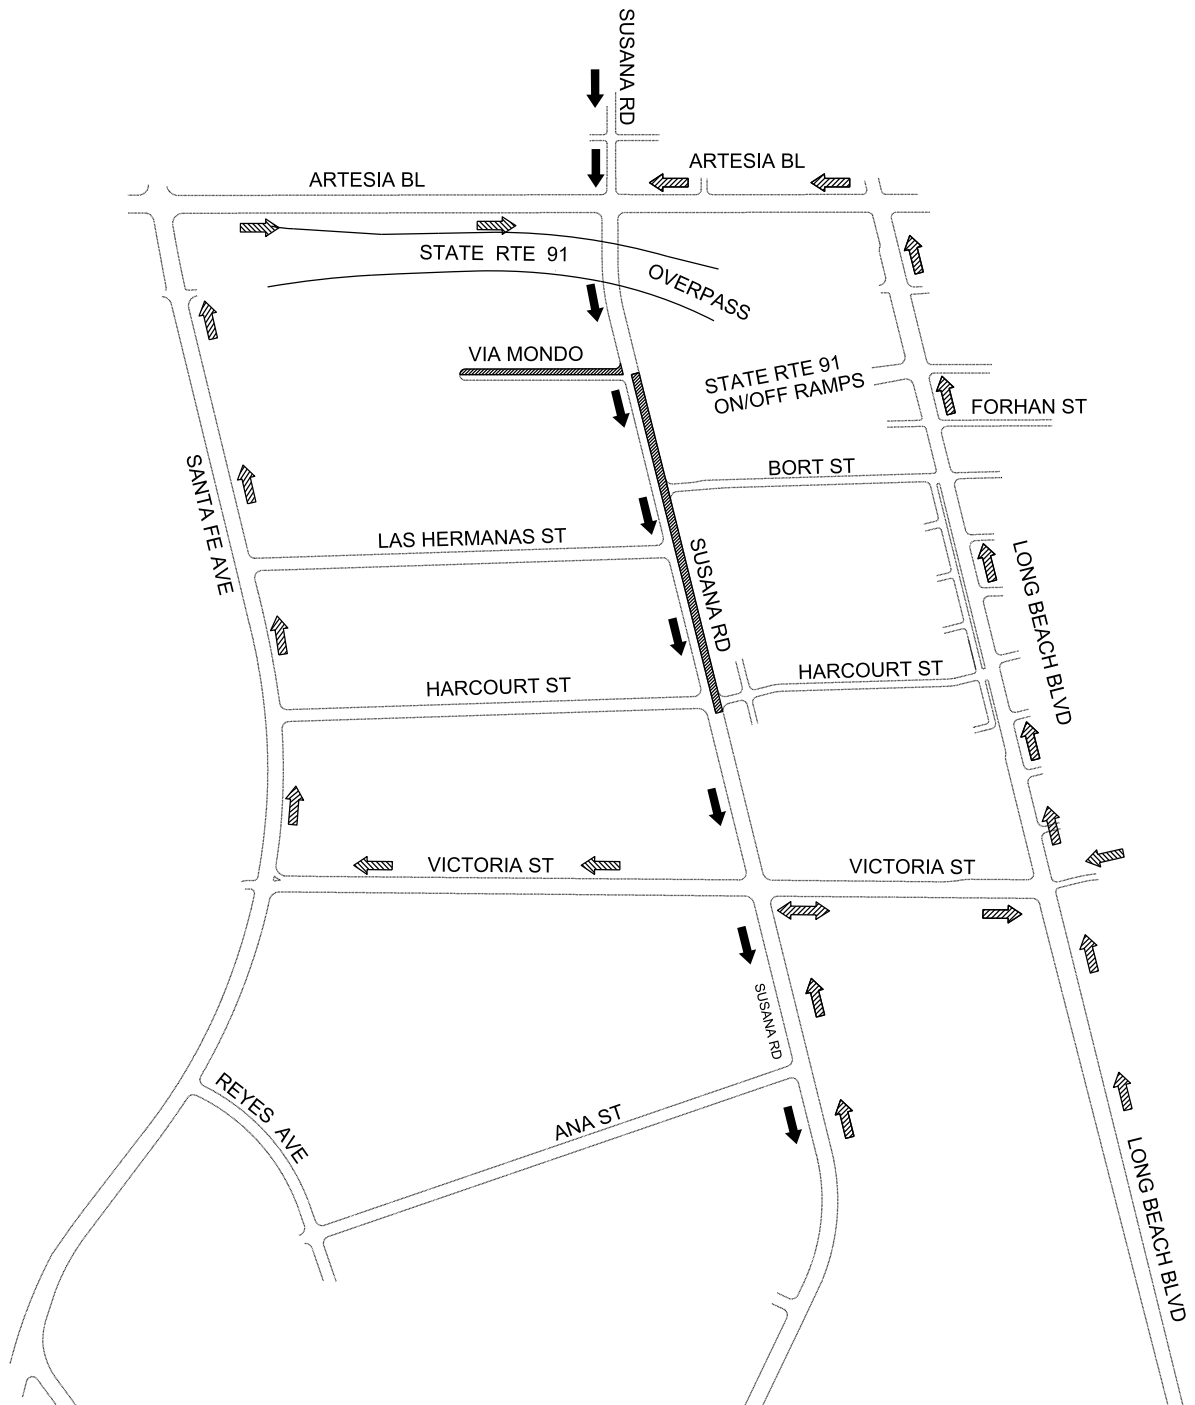 SUSANA RD
ARTESIA BL
ARTESIA BL
STATE RTE 91
OVERPASS
VIA MONDO
STATE RTE 91
ON/OFF RAMPS
FORHAN ST
SANTA FE AVE
BORT ST
LAS HERMANAS ST
SUSANA RD
LONG BEACH BLVD
HARCOURT ST
HARCOURT ST
VICTORIA ST
VICTORIA ST
SUSANA RD
REYES AVE
ANA ST
LONG BEACH BLVD